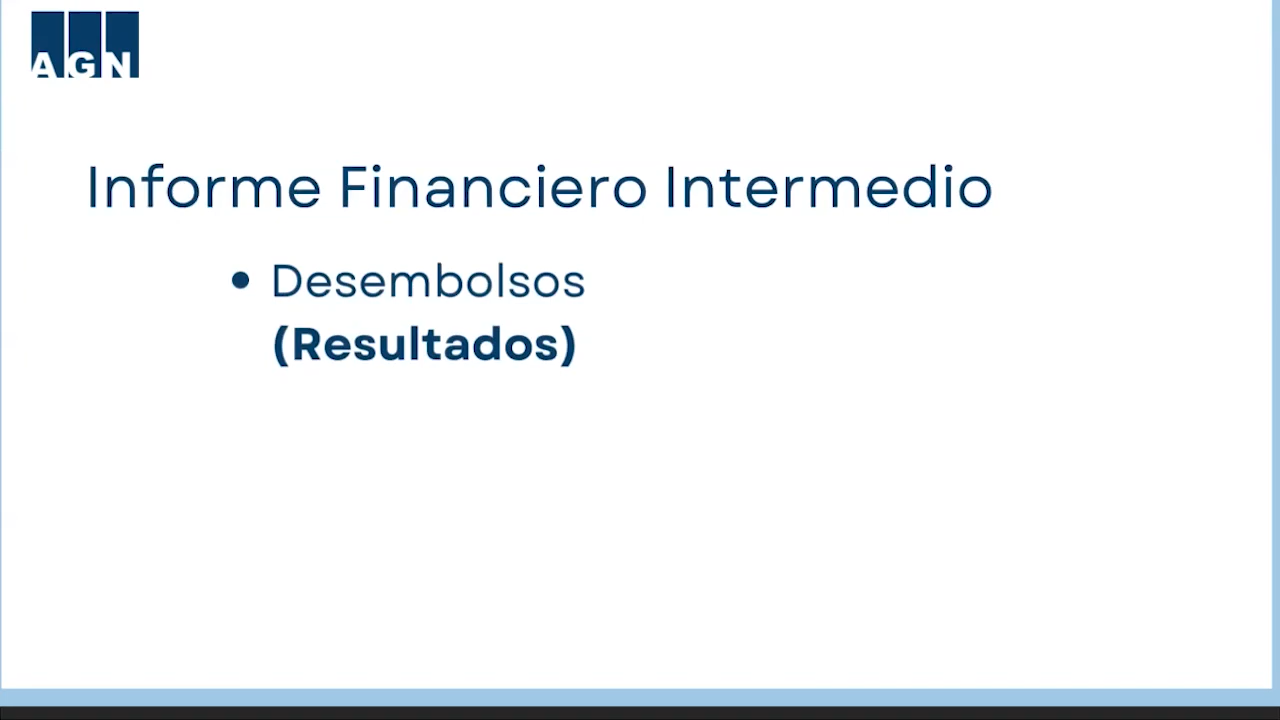 AGN
Informe Financiero Intermedio
• Desembolsos
(Resultados)